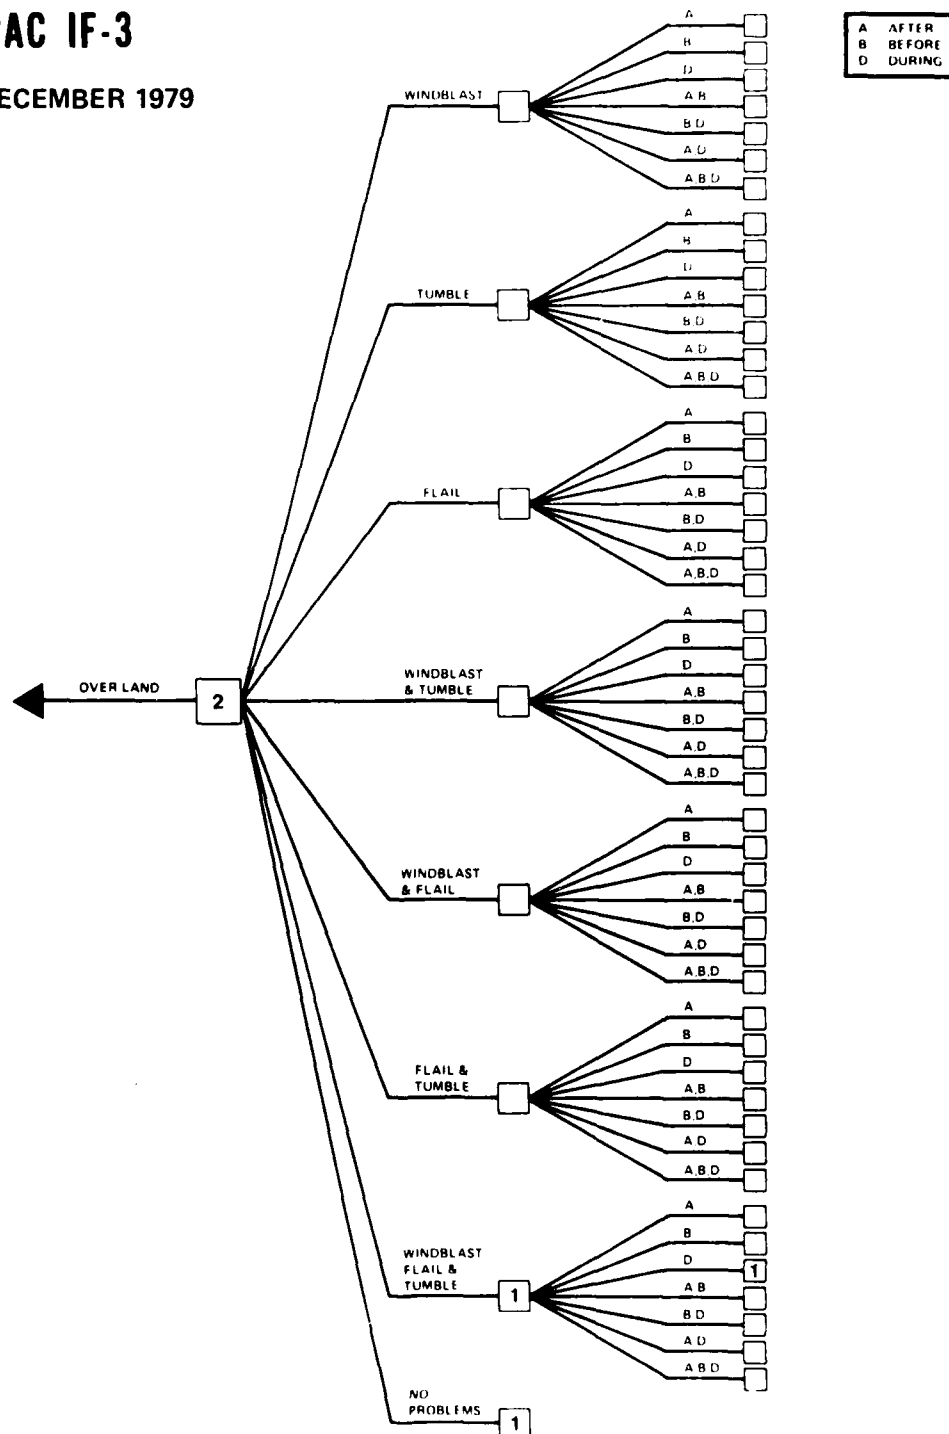 AC IF-3
ECEMBER 1979
A AFTER
B BEFORE
D DURING
WINDBLAST
A
B
D
A,B
B,D
A,D
A,B,D
TUMBLE
A
B
D
A,B
B,D
A,D
A,B,D
FLAIL
A
B
D
A,B
B,D
A,D
A,B,D
OVER LAND
2
WINDBLAST
& TUMBLE
A
B
D
A,B
B,D
A,D
A,B,D
WINDBLAST
& FLAIL
A
B
D
A,B
B,D
A,D
A,B,D
FLAIL &
TUMBLE
A
B
D
A,B
B,D
A,D
A,B,D
WINDBLAST
FLAIL &
TUMBLE
1
A
B
D
1
A B
B D
A D
A B D
NO
PROBLEMS
1